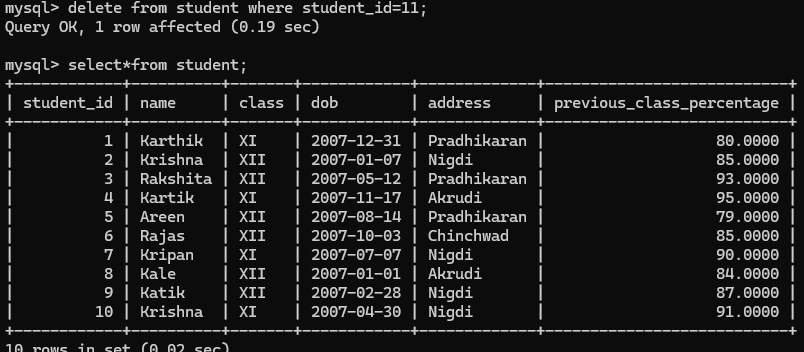 mysql> delete from student where student_id=11;
Query OK, 1 row affected (0.19 sec)
mysql> select*from student;
+------------+----------+-------+------------+-------------+---------------------------+
| student_id | name     | class | dob        | address     | previous_class_percentage |
+------------+----------+-------+------------+-------------+---------------------------+
|          1 | Karthik  | XI    | 2007-12-31 | Pradhikaran |                   80.0000 |
|          2 | Krishna  | XII   | 2007-01-07 | Nigdi       |                   85.0000 |
|          3 | Rakshita | XII   | 2007-05-12 | Pradhikaran |                   93.0000 |
|          4 | Kartik   | XI    | 2007-11-17 | Akrudi      |                   95.0000 |
|          5 | Areen    | XII   | 2007-08-14 | Pradhikaran |                   79.0000 |
|          6 | Rajas    | XII   | 2007-10-03 | Chinchwad   |                   85.0000 |
|          7 | Kripan   | XI    | 2007-07-07 | Nigdi       |                   90.0000 |
|          8 | Kale     | XII   | 2007-01-01 | Akrudi      |                   84.0000 |
|          9 | Katik    | XII   | 2007-02-28 | Nigdi       |                   87.0000 |
|         10 | Krishna  | XI    | 2007-04-30 | Nigdi       |                   91.0000 |
+------------+----------+-------+------------+-------------+---------------------------+
10 rows in set (0.02 sec)